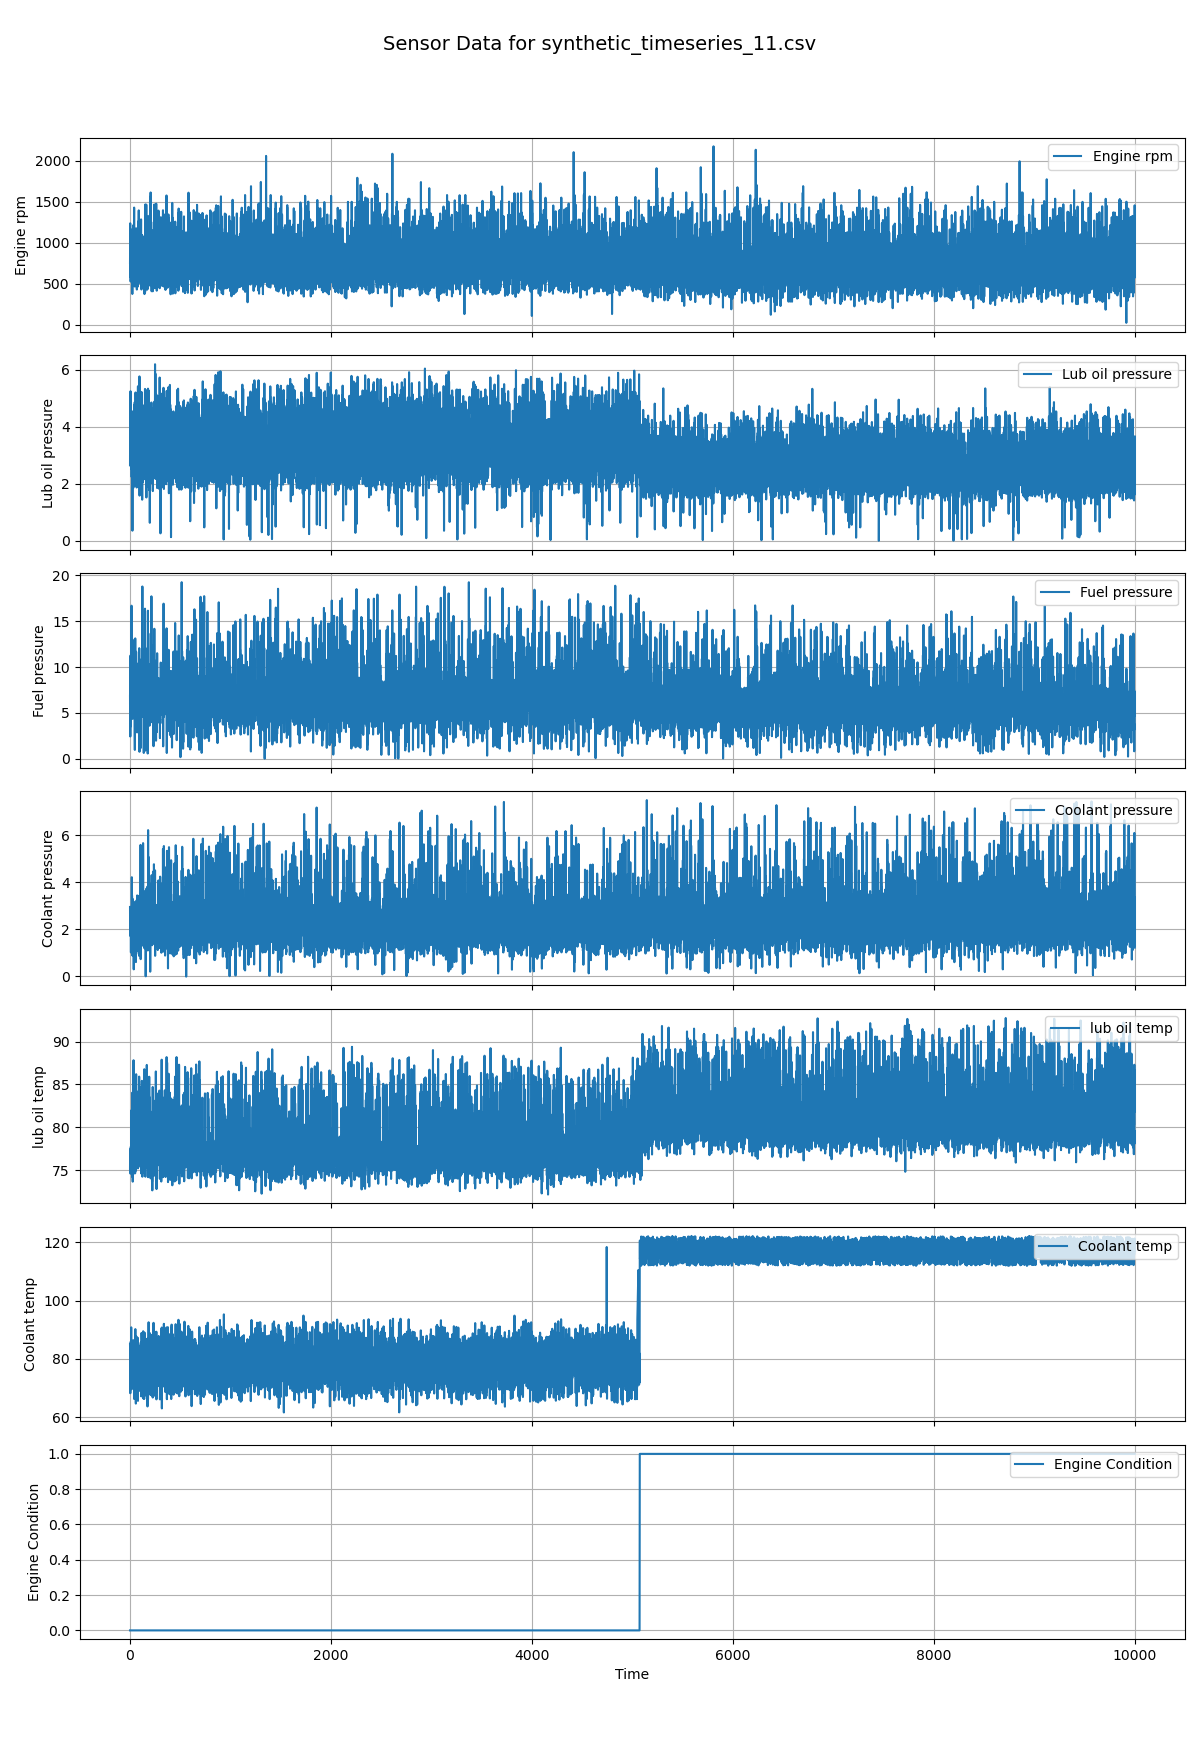 Sensor Data for synthetic_timeseries_11.csv
Engine rpm
2000
1500
1000
500
0
Engine rpm
Lub oil pressure
6
4
2
0
Lub oil pressure
Fuel pressure
20
15
10
5
0
Fuel pressure
Coolant pressure
6
4
2
0
Coolant pressure
lub oil temp
90
85
80
75
lub oil temp
Coolant temp
120
100
80
60
Coolant temp
Engine Condition
1.0
0.8
0.6
0.4
0.2
0.0
Engine Condition
0 2000 4000 6000 8000 10000
Time